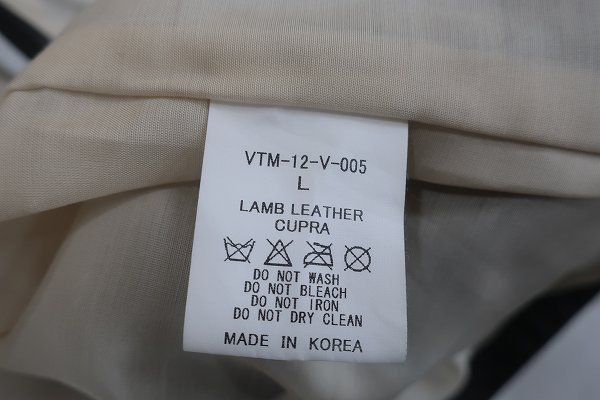 VTM-12-V-005
L
LAMB LEATHER
CUPRA
DO NOT WASH
DO NOT BLEACH
DO NOT IRON
DO NOT DRY CLEAN
MADE IN KOREA